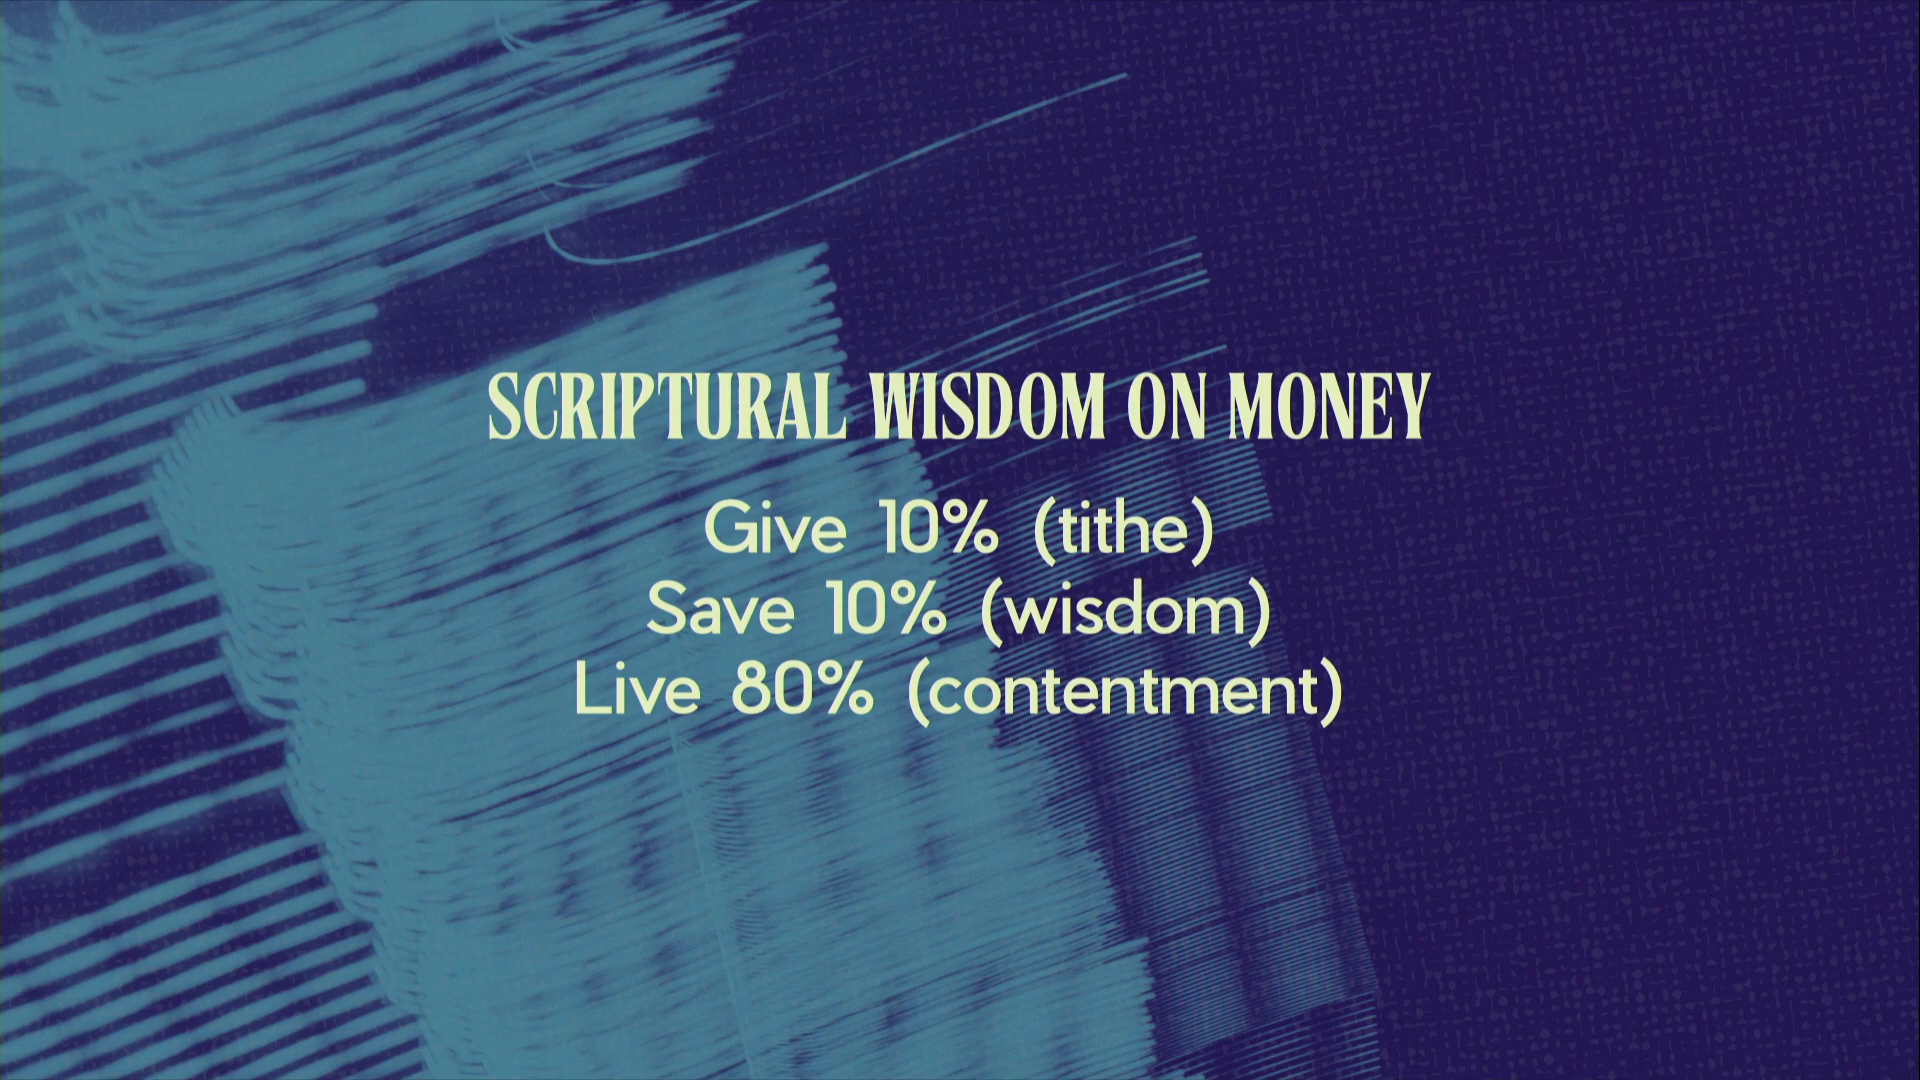 SCRIPTURAL WISDOM ON MONEY
Give 10% (tithe)
Save 10% (wisdom)
Live 80% (contentment)